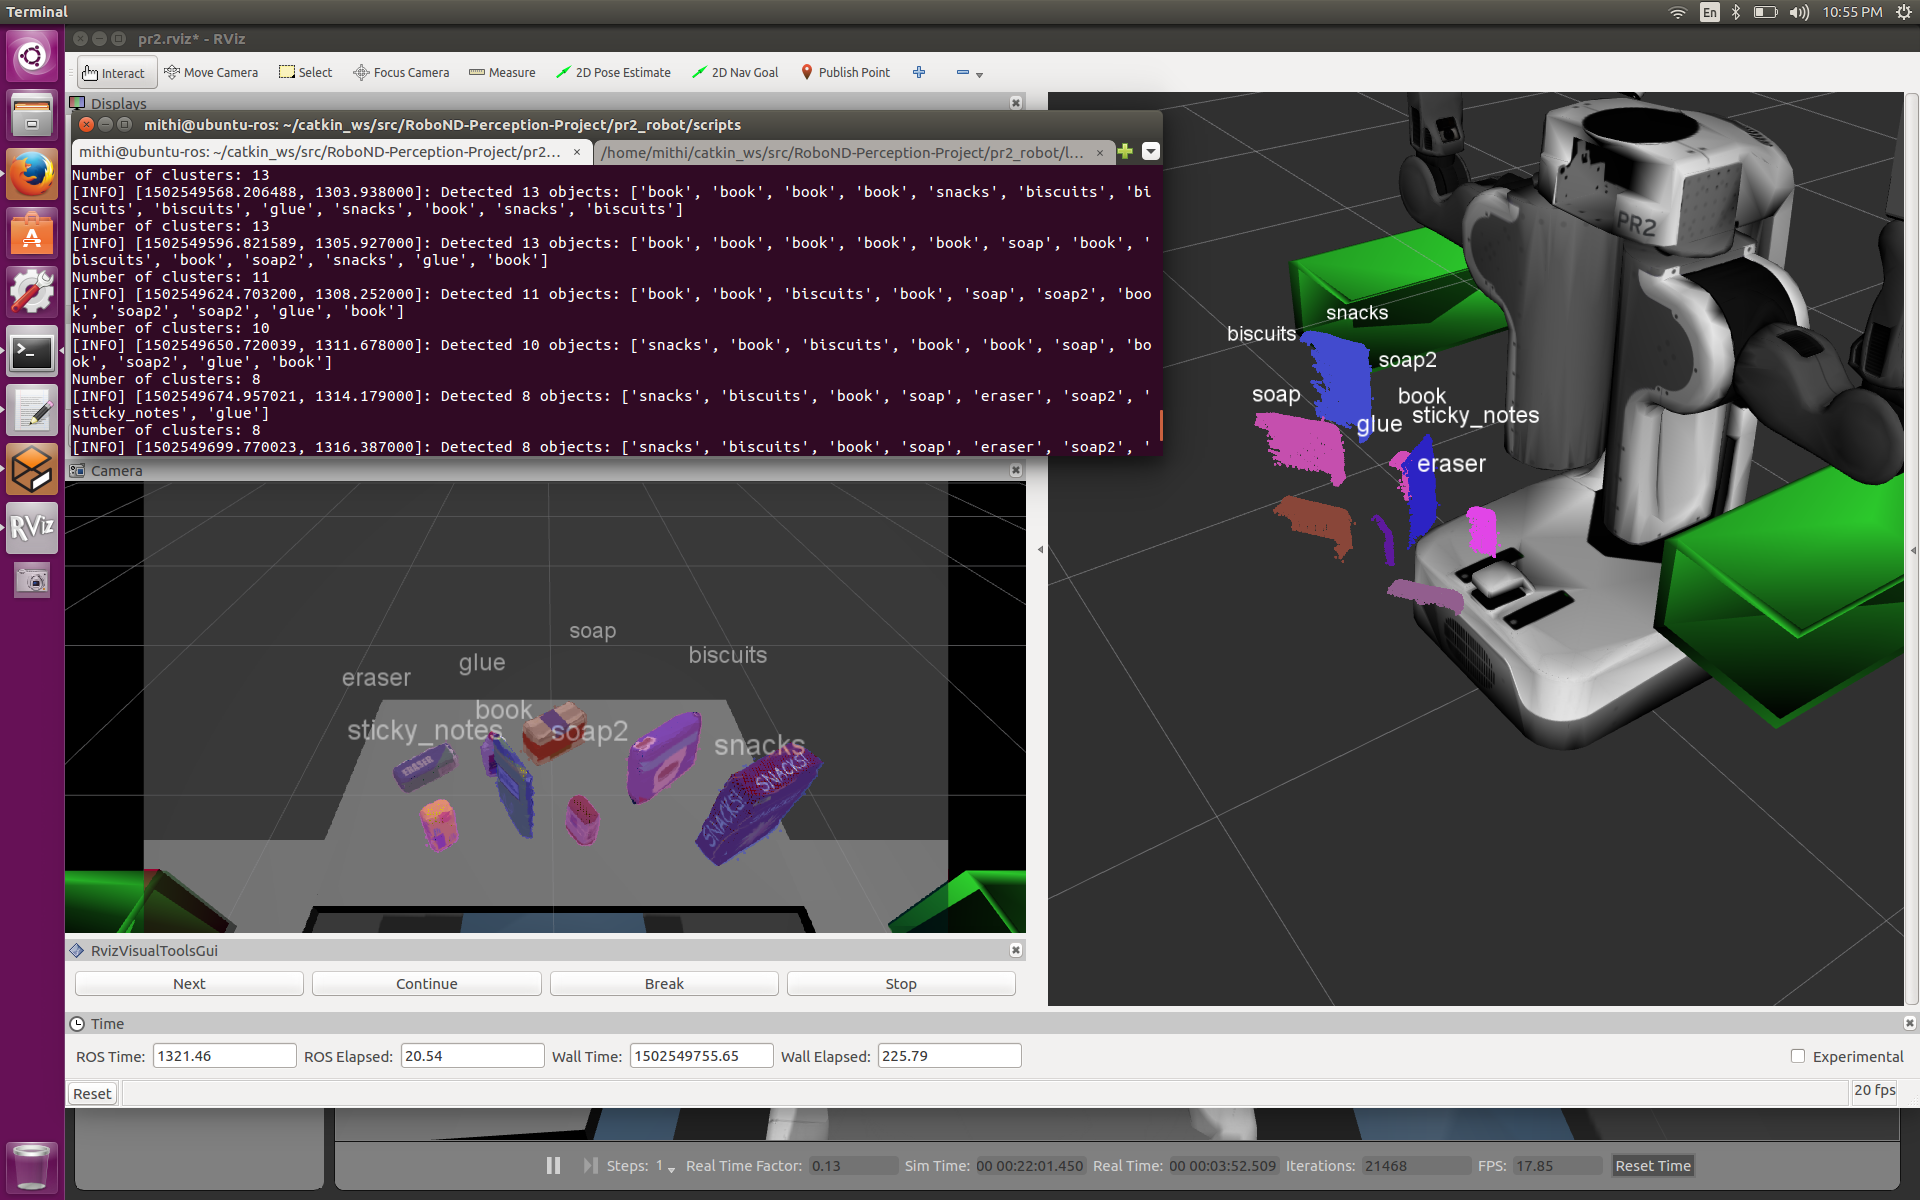 Terminal
En
10:55 PM
pr2.rviz* - RViz
Interact
Move Camera
Select
Focus Camera
Measure
2D Pose Estimate
2D Nav Goal
Publish Point
Displays
mithi@ubuntu-ros: ~/catkin_ws/src/RoboND-Perception-Project/pr2_robot/scripts
mithi@ubuntu-ros: ~/catkin_ws/src/RoboND-Perception-Project/pr2...
/home/mithi/catkin_ws/src/RoboND-Perception-Project/pr2_robot/l...
Number of clusters: 13
[INFO] [1502549568.206488, 1303.938000]: Detected 13 objects: ['book', 'book', 'book', 'book', 'snacks', 'biscuits', 'bi
scuits', 'biscuits', 'glue', 'snacks', 'book', 'snacks', 'biscuits']
Number of clusters: 13
[INFO] [1502549596.821589, 1305.927000]: Detected 13 objects: ['book', 'book', 'book', 'book', 'book', 'soap', 'book', '
biscuits', 'book', 'soap2', 'snacks', 'glue', 'book']
Number of clusters: 11
[INFO] [1502549624.703200, 1308.252000]: Detected 11 objects: ['book', 'book', 'biscuits', 'book', 'soap', 'soap2', 'boo
k', 'soap2', 'soap2', 'glue', 'book']
Number of clusters: 10
[INFO] [1502549650.720039, 1311.678000]: Detected 10 objects: ['snacks', 'book', 'biscuits', 'book', 'book', 'soap', 'bo
ok', 'soap2', 'glue', 'book']
Number of clusters: 8
[INFO] [1502549674.957021, 1314.179000]: Detected 8 objects: ['snacks', 'biscuits', 'book', 'soap', 'eraser', 'soap2', '
sticky_notes', 'glue']
Number of clusters: 8
[INFO] [1502549699.770023, 1316.387000]: Detected 8 objects: ['snacks', 'biscuits', 'book', 'soap', 'eraser', 'soap2', '
PR2
snacks
biscuits
soap2
soap
book
sticky_notes
glue
eraser
RViz
Camera
soap
biscuits
glue
eraser
book
sticky_notes
soap2
snacks
ERASER
SNACKS!
SNACKS!
RvizVisualToolsGui
Next
Continue
Break
Stop
Time
ROS Time: 1321.46
ROS Elapsed: 20.54
Wall Time: 1502549755.65
Wall Elapsed: 225.79
Experimental
Reset
20 fps
Steps: 1
Real Time Factor: 0.13
Sim Time: 00 00:22:01.450
Real Time: 00 00:03:52.509
Iterations: 21468
FPS: 17.85
Reset Time